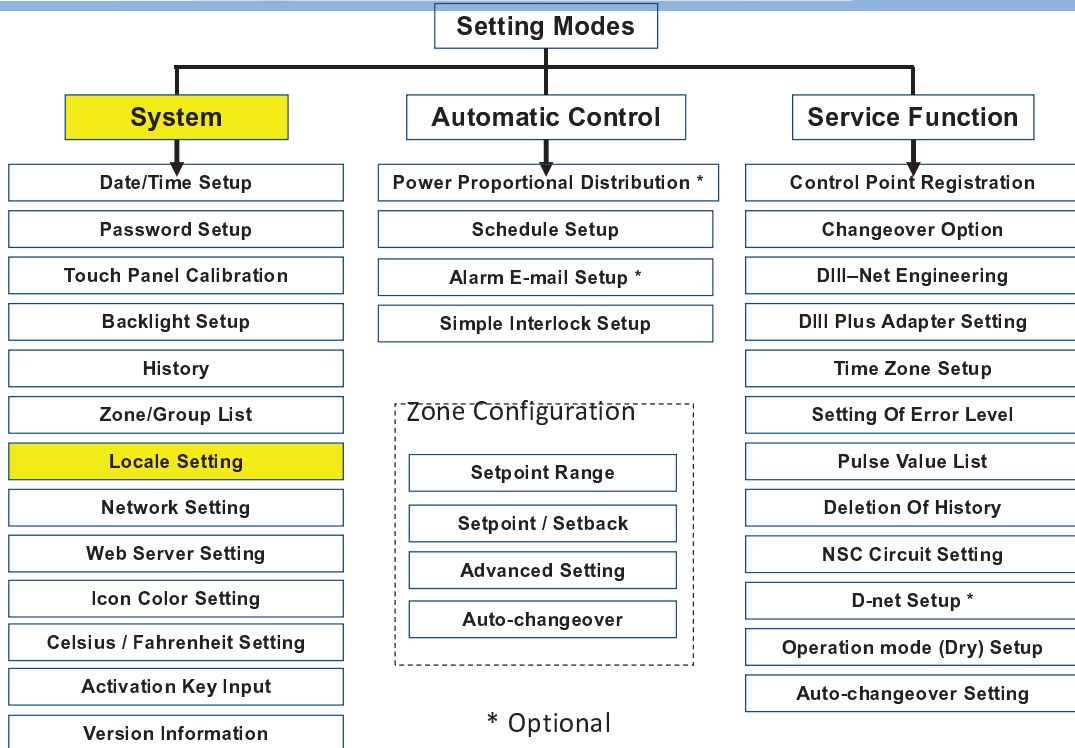 Setting Modes
System
Date/Time Setup
Password Setup
Touch Panel Calibration
Backlight Setup
History
Zone/Group List
Locale Setting
Network Setting
Web Server Setting
Icon Color Setting
Celsius / Fahrenheit Setting
Activation Key Input
Version Information
Automatic Control
Power Proportional Distribution *
Schedule Setup
Alarm E-mail Setup *
Simple Interlock Setup
Zone Configuration
Setpoint Range
Setpoint / Setback
Advanced Setting
Auto-changeover
* Optional
Service Function
Control Point Registration
Changeover Option
DIII–Net Engineering
DIII Plus Adapter Setting
Time Zone Setup
Setting Of Error Level
Pulse Value List
Deletion Of History
NSC Circuit Setting
D-net Setup *
Operation mode (Dry) Setup
Auto-changeover Setting